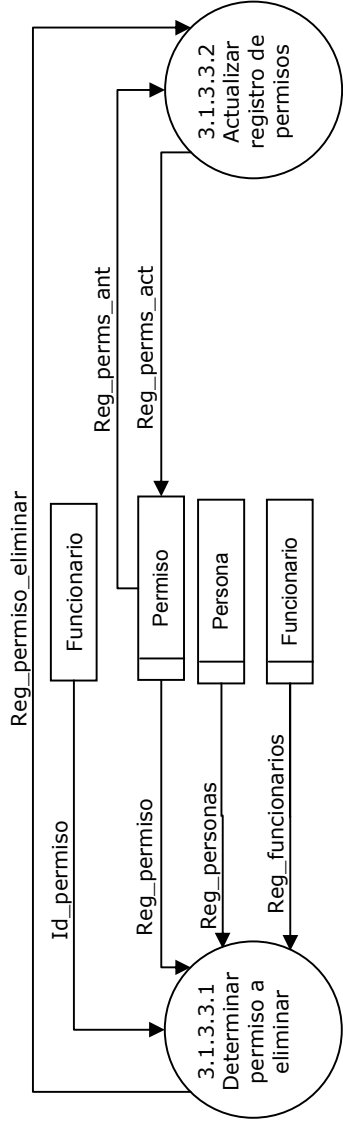 Reg_permiso_eliminar
Id_permiso
Funcionario
Reg_perms_ant
Reg_permiso
Permiso
Reg_perms_act
Reg_personas
Persona
Reg_funcionarios
Funcionario
3.1.3.3.1
Determinar
permiso a
eliminar
3.1.3.3.2
Actualizar
registro de
permisos